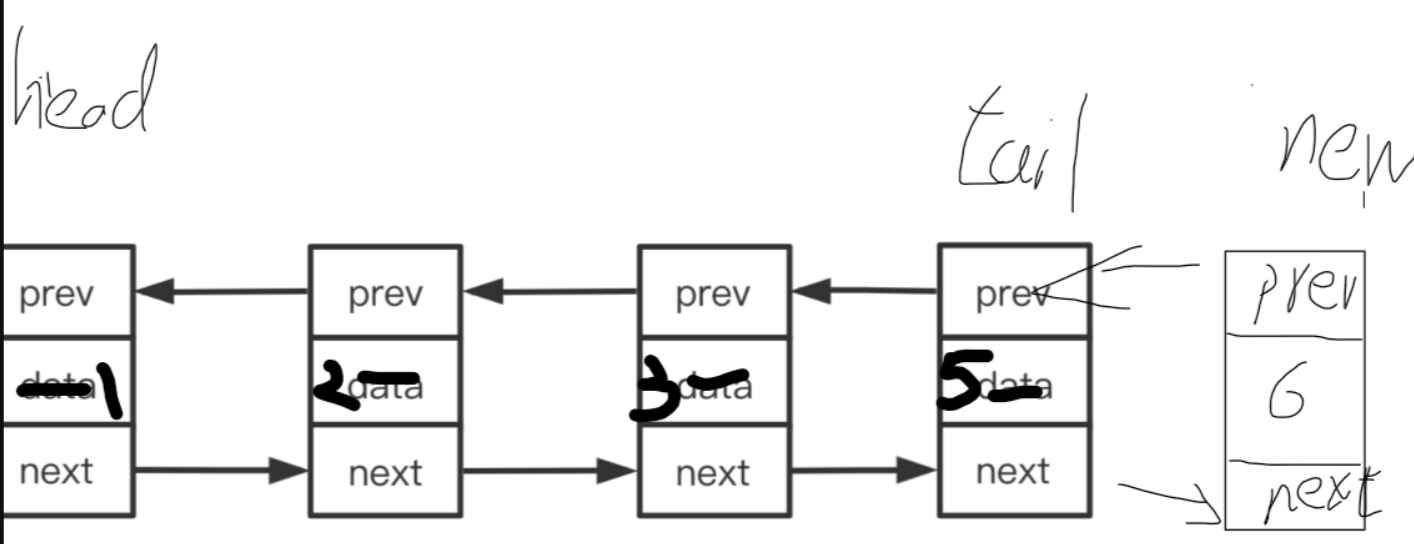 head tail new
prev prev prev prev prev
data 1 2 data 3 data 5 data 6
next next next next next